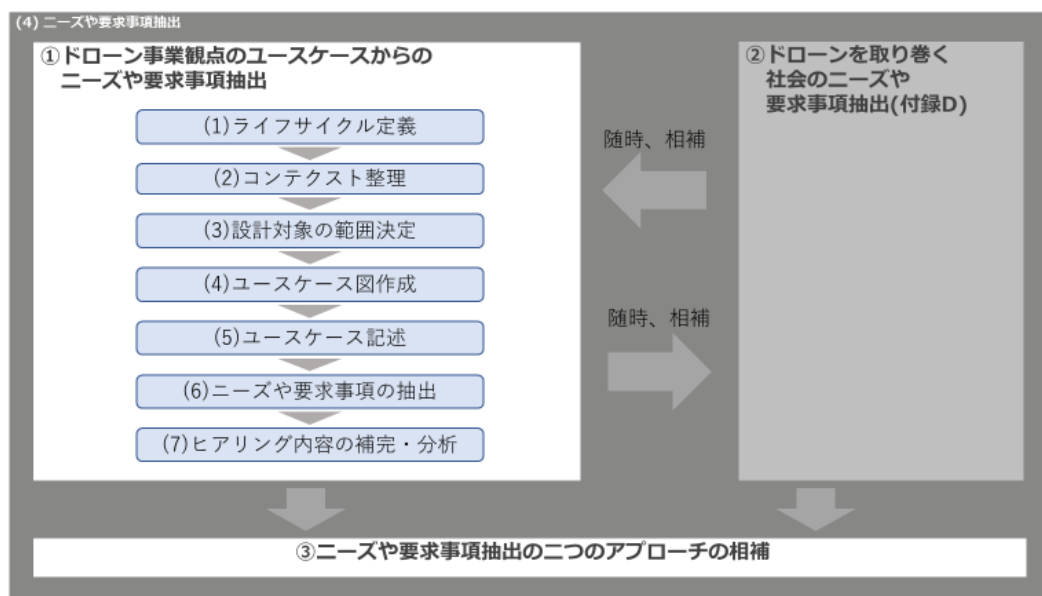 (4) ニーズや要求事項抽出
①ドローン事業観点のユースケースからの
ニーズや要求事項抽出
(1)ライフサイクル定義
(2)コンテクスト整理
(3)設計対象の範囲決定
(4)ユースケース図作成
(5)ユースケース記述
(6)ニーズや要求事項の抽出
(7)ヒアリング内容の補完・分析
随時、相補
随時、相補
②ドローンを取り巻く
社会のニーズや
要求事項抽出(付録D)
③ニーズや要求事項抽出の二つのアプローチの相補